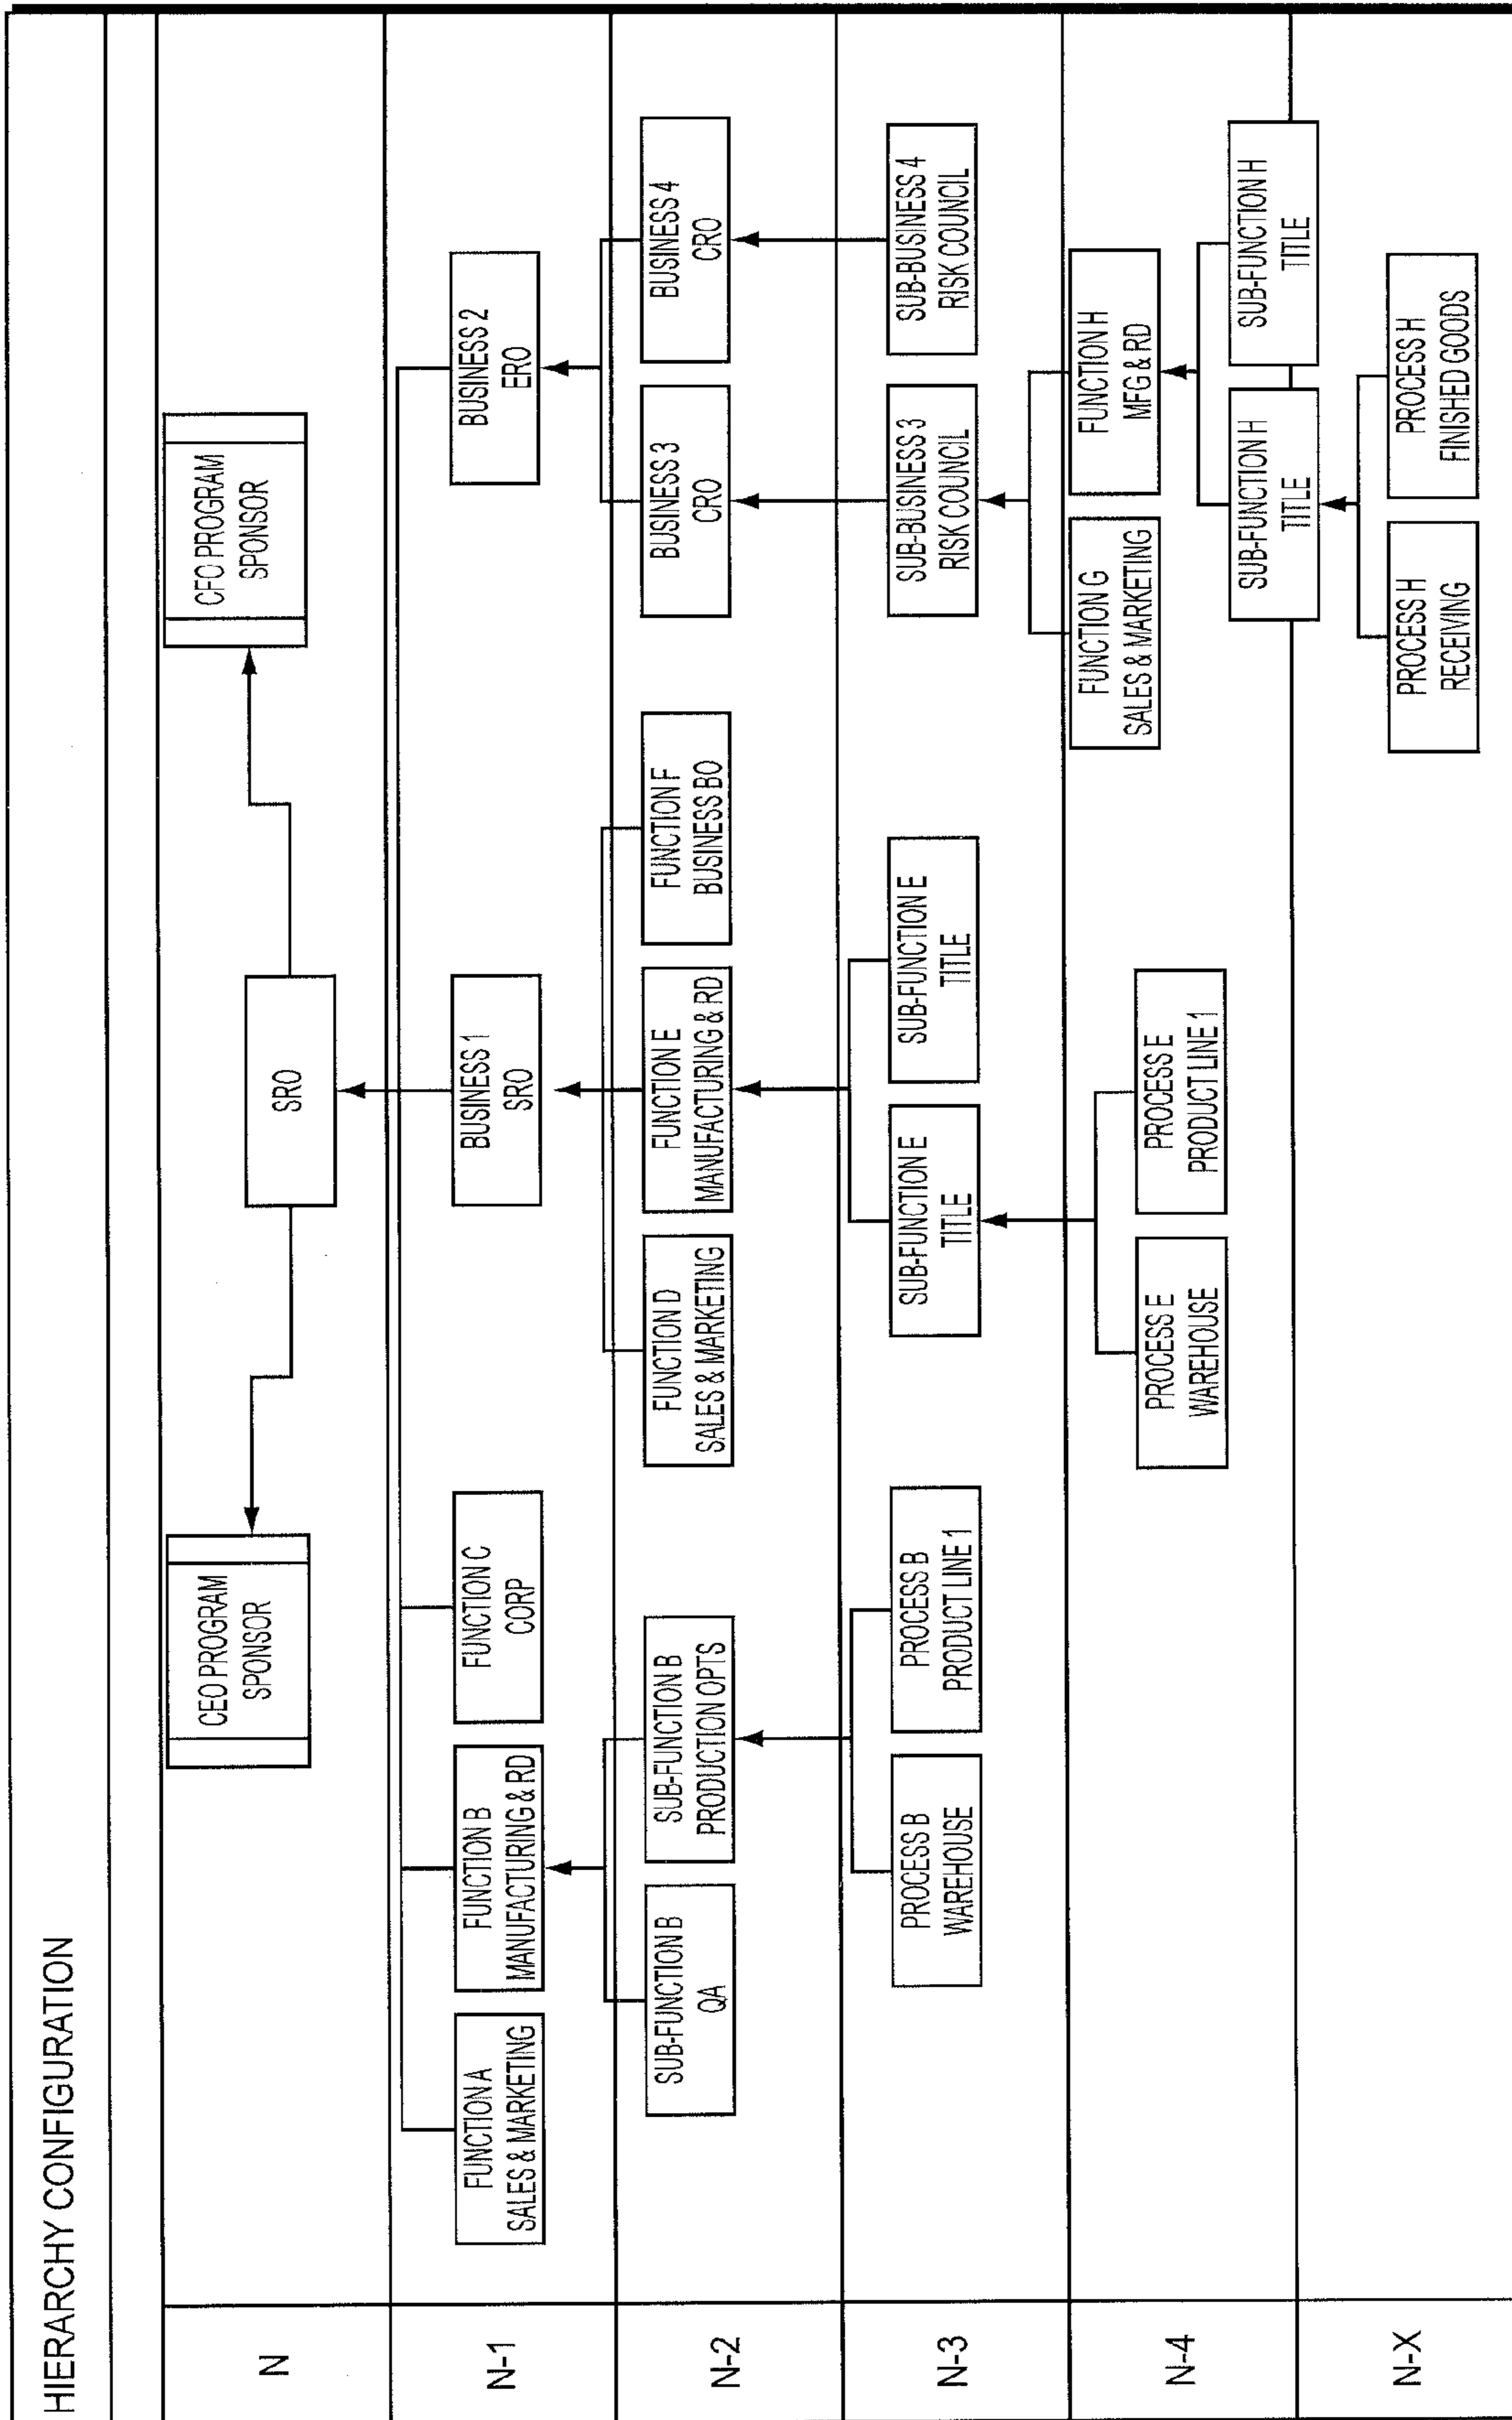 HIERARCHY CONFIGURATION
N
CEO PROGRAM
SPONSOR
SRO
CFO PROGRAM
SPONSOR
N-1
FUNCTION A
SALES & MARKETING
FUNCTION B
MANUFACTURING & RD
FUNCTION C
CORP
BUSINESS 1
SRO
BUSINESS 2
ERO
N-2
SUB-FUNCTION B
QA
SUB-FUNCTION B
PRODUCTION OPTS
FUNCTION D
SALES & MARKETING
FUNCTION E
MANUFACTURING & RD
FUNCTION F
BUSINESS BO
BUSINESS 3
CRO
BUSINESS 4
CRO
N-3
PROCESS B
WAREHOUSE
PROCESS B
PRODUCT LINE 1
SUB-FUNCTION E
TITLE
SUB-FUNCTION E
TITLE
SUB-BUSINESS 3
RISK COUNCIL
SUB-BUSINESS 4
RISK COUNCIL
N-4
PROCESS E
WAREHOUSE
PROCESS E
PRODUCT LINE 1
FUNCTION G
SALES & MARKETING
FUNCTION H
MFG & RD
SUB-FUNCTION H
TITLE
SUB-FUNCTION H
TITLE
N-X
PROCESS H
RECEIVING
PROCESS H
FINISHED GOODS